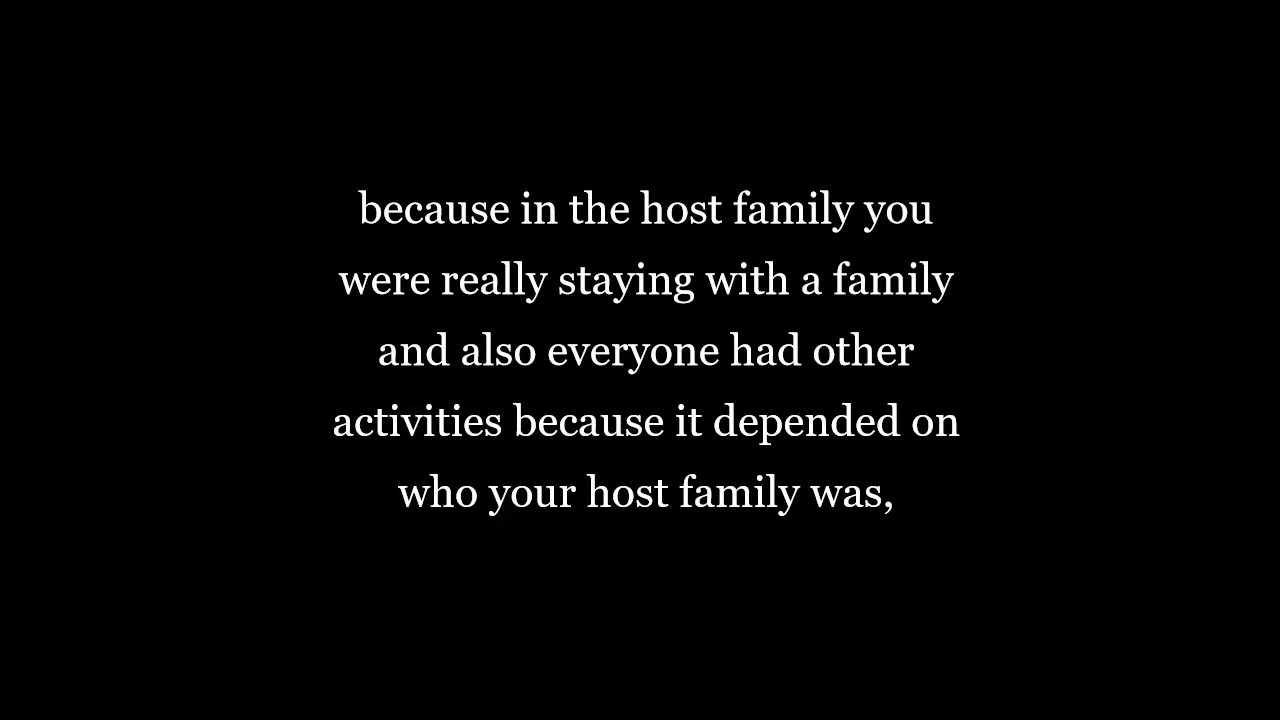 because in the host family you
were really staying with a family
and also everyone had other
activities because it depended on
who your host family was,